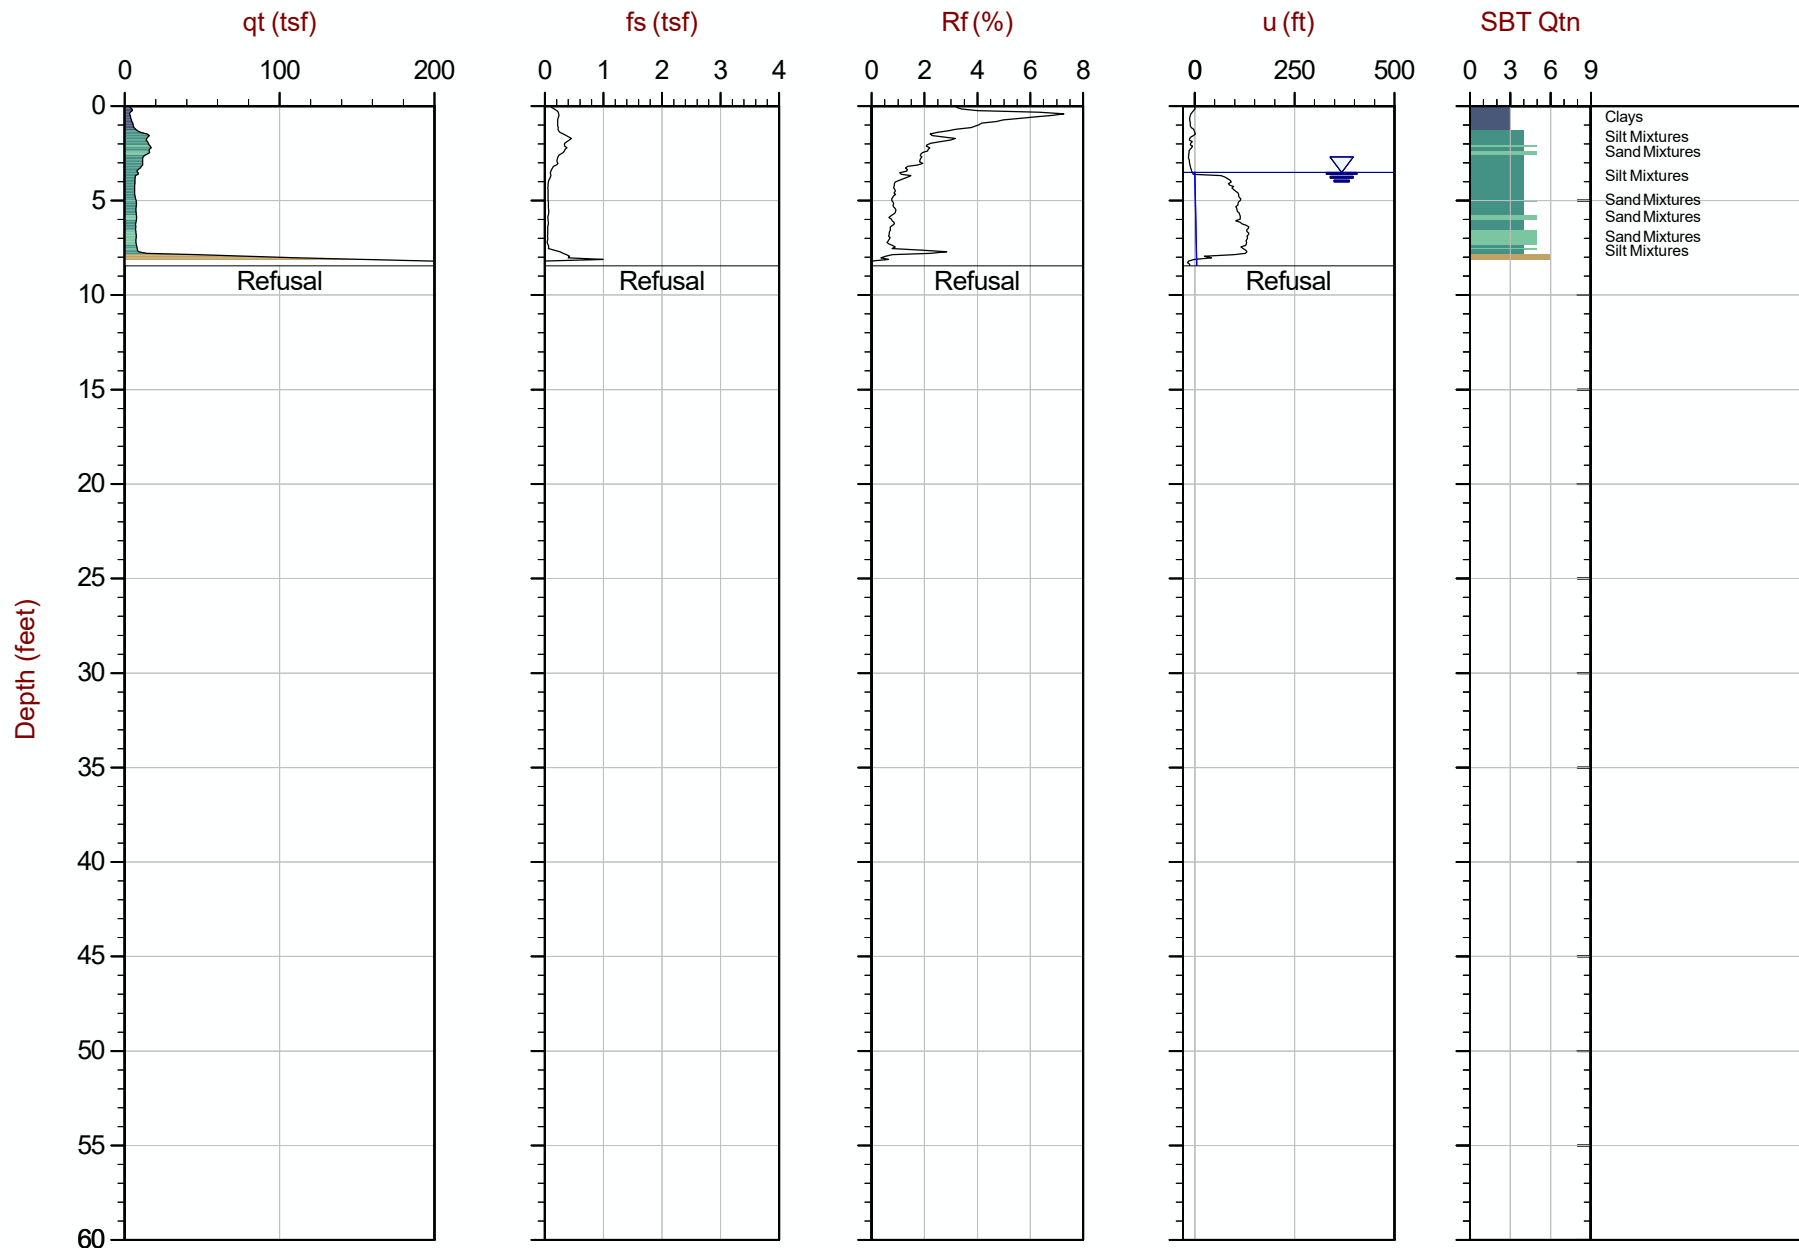 qt (tsf) fs (tsf) Rf (%) u (ft) SBT Qtn
0 100 200 0 1 2 3 4 0 2 4 6 8 0 250 500 0 3 6 9
0
Clays
Silt Mixtures
Sand Mixtures
Silt Mixtures
5
Sand Mixtures
Sand Mixtures
Sand Mixtures
Silt Mixtures
Refusal Refusal Refusal Refusal
10
15
20
25
30
Depth (feet)
35
40
45
50
55
60